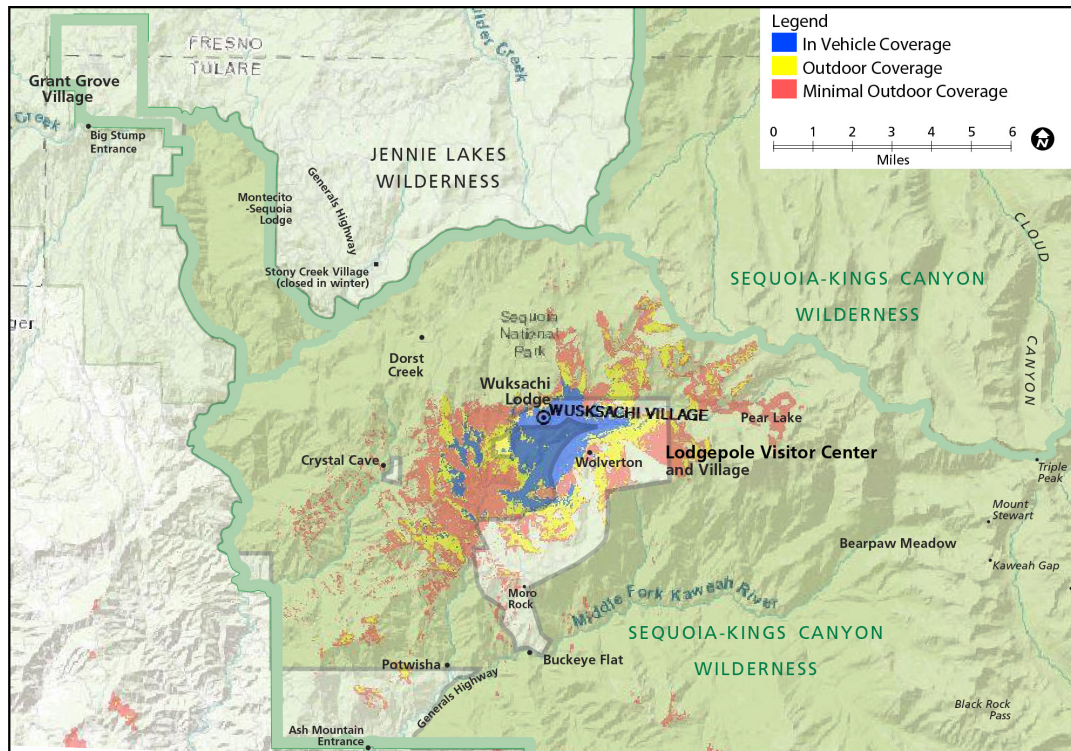 Legend
In Vehicle Coverage
Outdoor Coverage
Minimal Outdoor Coverage
0 1 2 3 4 5 6
Miles
N
FRESNO
TULARE
Grant Grove
Village
Creek
Big Stump
Entrance
JENNIE LAKES
WILDERNESS
Generals Highway
Montecito
-Sequoia
Lodge
Stony Creek Village
(closed in winter)
CLOUD
CANYON
SEQUOIA-KINGS CANYON
WILDERNESS
Sequoia
National
Park
Dorst
Creek
Wuksachi
Lodge
WUSKSACHI VILLAGE
Pear Lake
Crystal Cave
Wolverton
Lodgepole Visitor Center
and Village
Triple
Peak
Mount
Stewart
Bearpaw Meadow
Kaweah Gap
Moro
Rock
Middle Fork Kaweah River
SEQUOIA-KINGS CANYON
WILDERNESS
Potwisha
Buckeye Flat
Generals Highway
Black Rock
Pass
Ash Mountain
Entrance